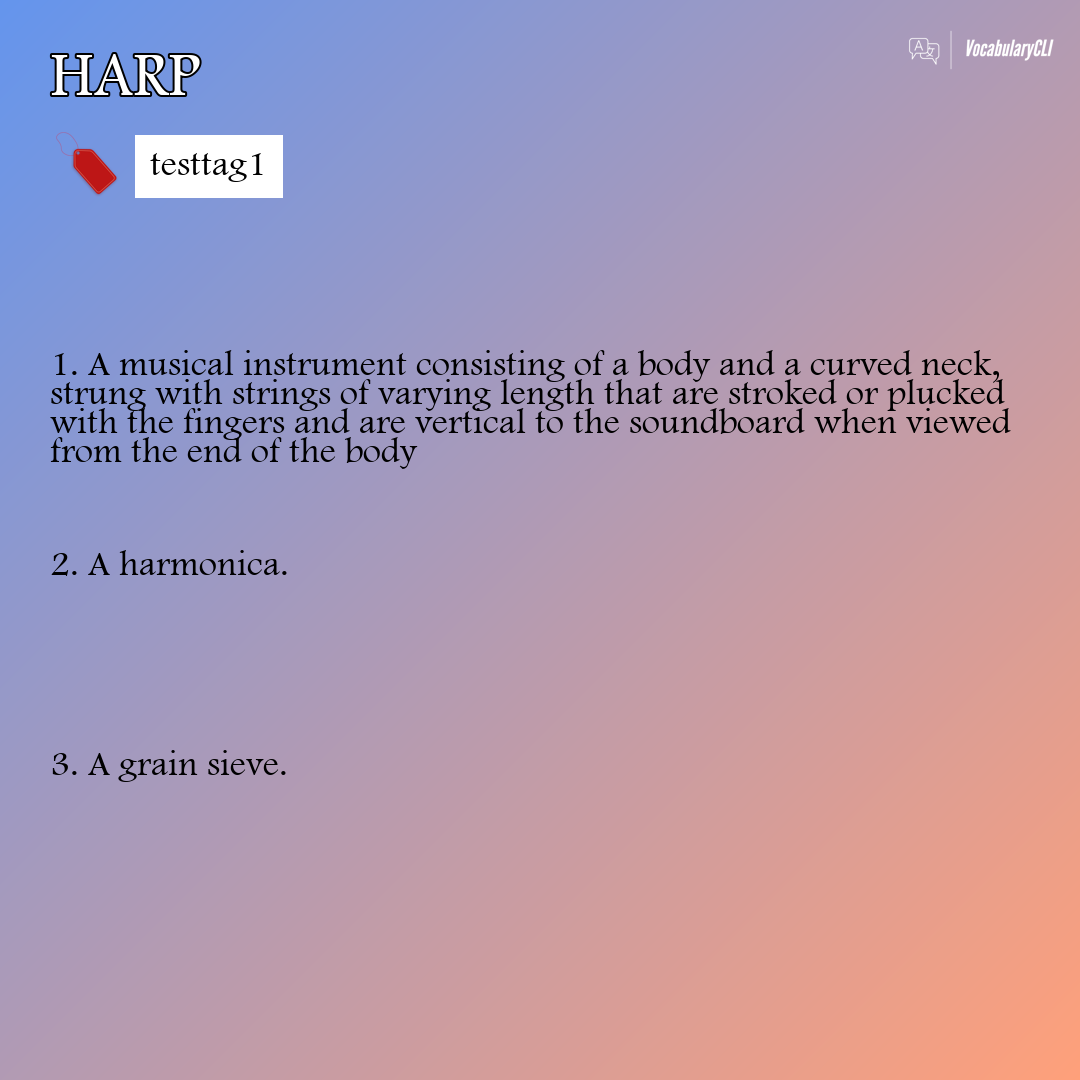 HARP
VocabularyCLI
testtag1
1. A musical instrument consisting of a body and a curved neck,
strung with strings of varying length that are stroked or plucked
with the fingers and are vertical to the soundboard when viewed
from the end of the body
2. A harmonica.
3. A grain sieve.